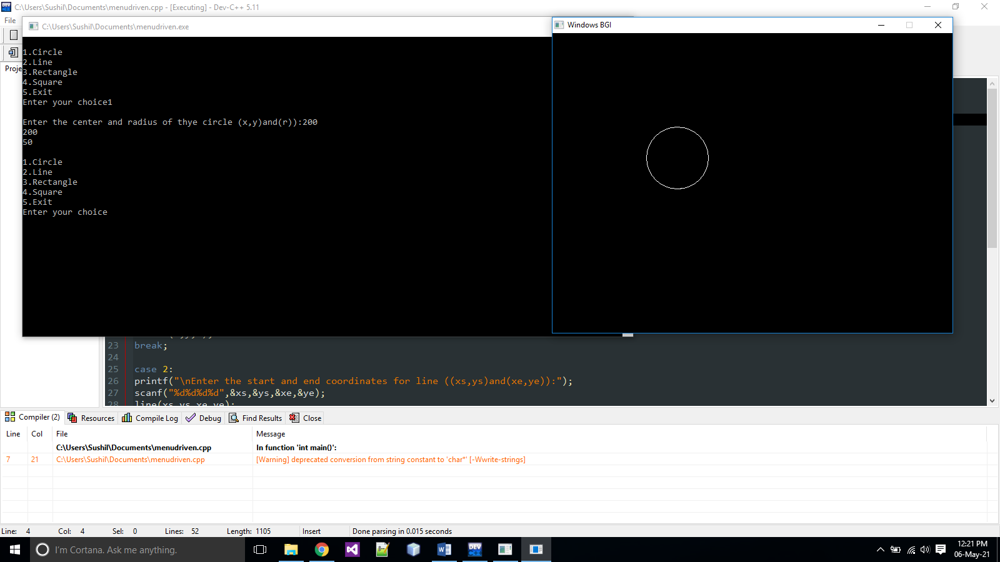 C:\Users\Sushil\Documents\menudriven.cpp - [Executing] - Dev-C++ 5.11
File
C:\Users\Sushil\Documents\menudriven.exe
Windows BGI
Proje
1.Circle
2.Line
3.Rectangle
4.Square
5.Exit
Enter your choice1
Enter the center and radius of thye circle (x,y)and(r)):200
200
50
1.Circle
2.Line
3.Rectangle
4.Square
5.Exit
Enter your choice
23 break;
24
25 case 2:
26 printf("\nEnter the start and end coordinates for line ((xs,ys)and(xe,ye)):");
27 scanf("%d%d%d%d",&xs,&ys,&xe,&ye);
28 line(xs,ys,xe,ye);
Compiler (2) Resources Compile Log Debug Find Results Close
Line Col File Message
C:\Users\Sushil\Documents\menudriven.cpp In function 'int main()':
7 21 C:\Users\Sushil\Documents\menudriven.cpp [Warning] deprecated conversion from string constant to 'char*' [-Wwrite-strings]
Line: 4 Col: 4 Sel: 0 Lines: 52 Length: 1105 Insert Done parsing in 0.015 seconds
I'm Cortana. Ask me anything.
DEV
12:21 PM
06-May-21